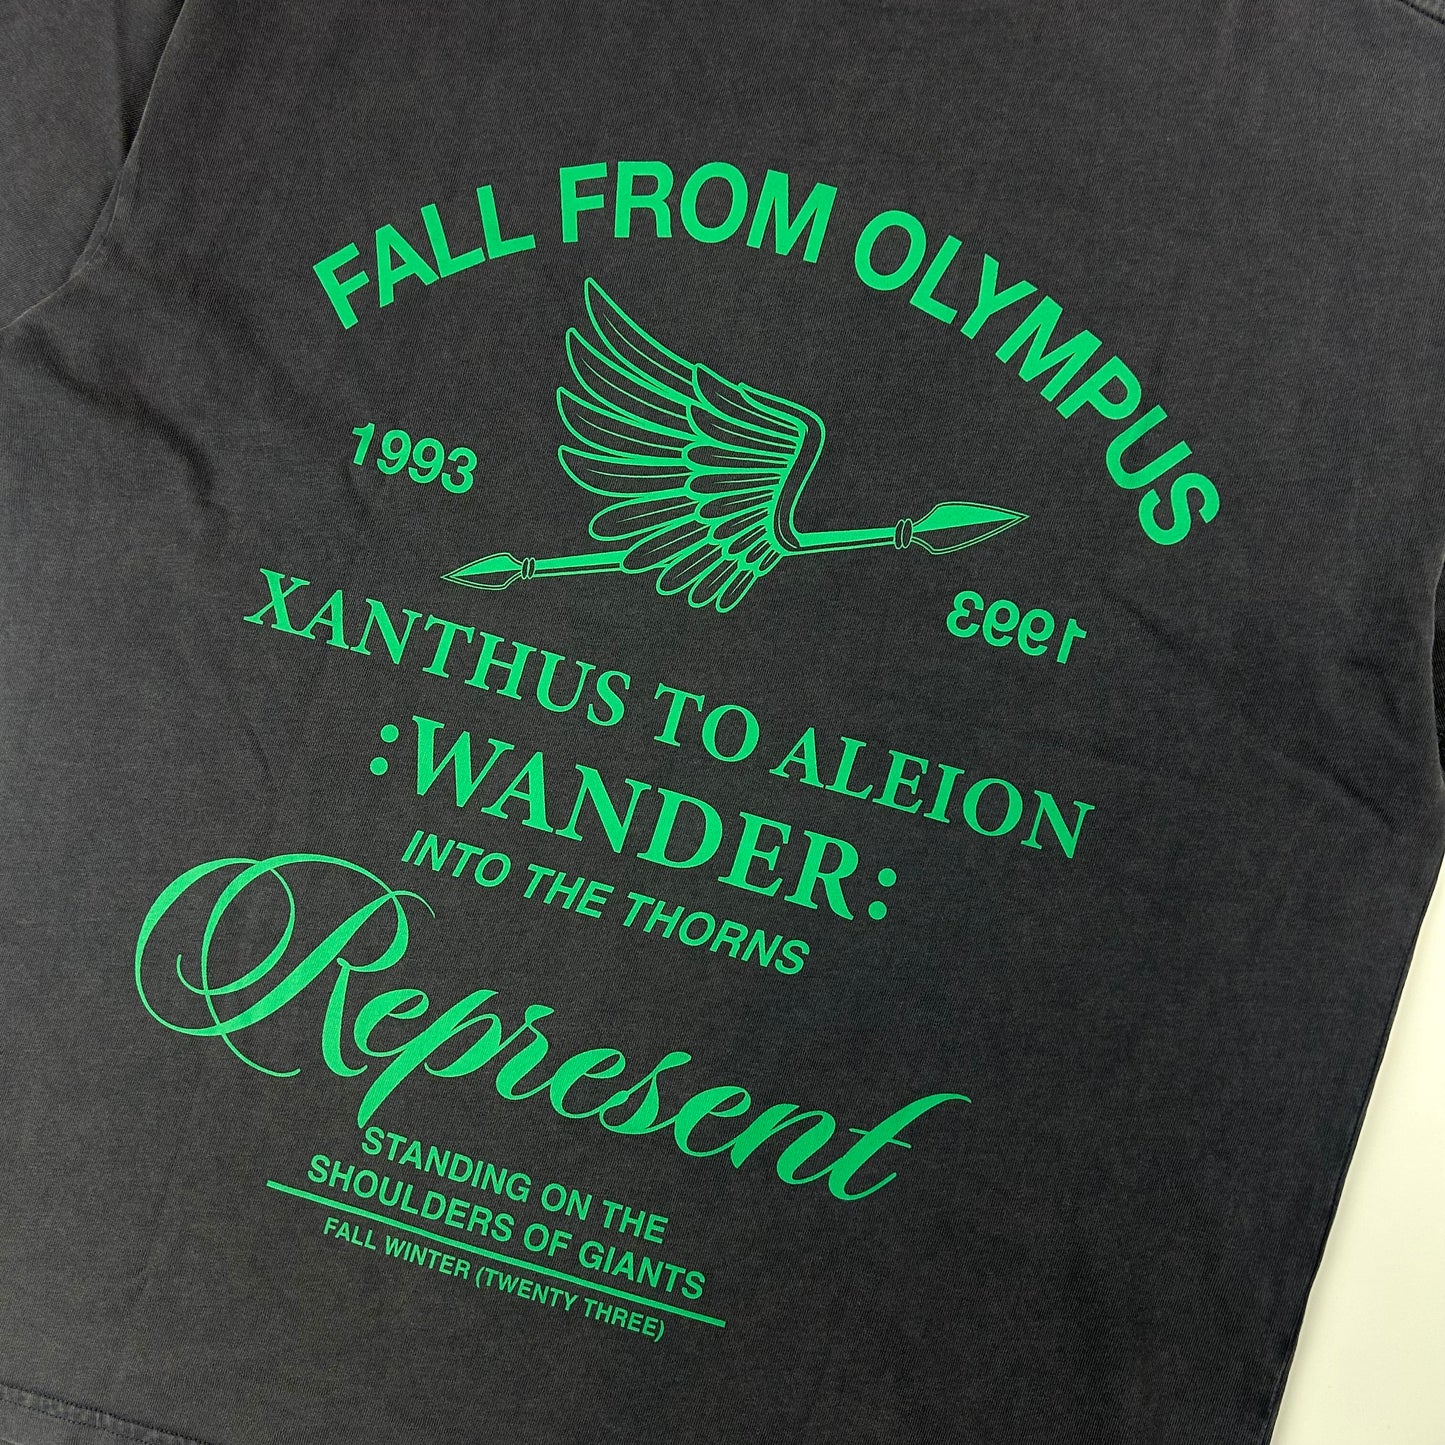 FALL FROM OLYMPUS
1993
1993
XANTHUS TO ALEION
:WANDER:
INTO THE THORNS
Represent
STANDING ON THE
SHOULDERS OF GIANTS
FALL WINTER (TWENTY THREE)